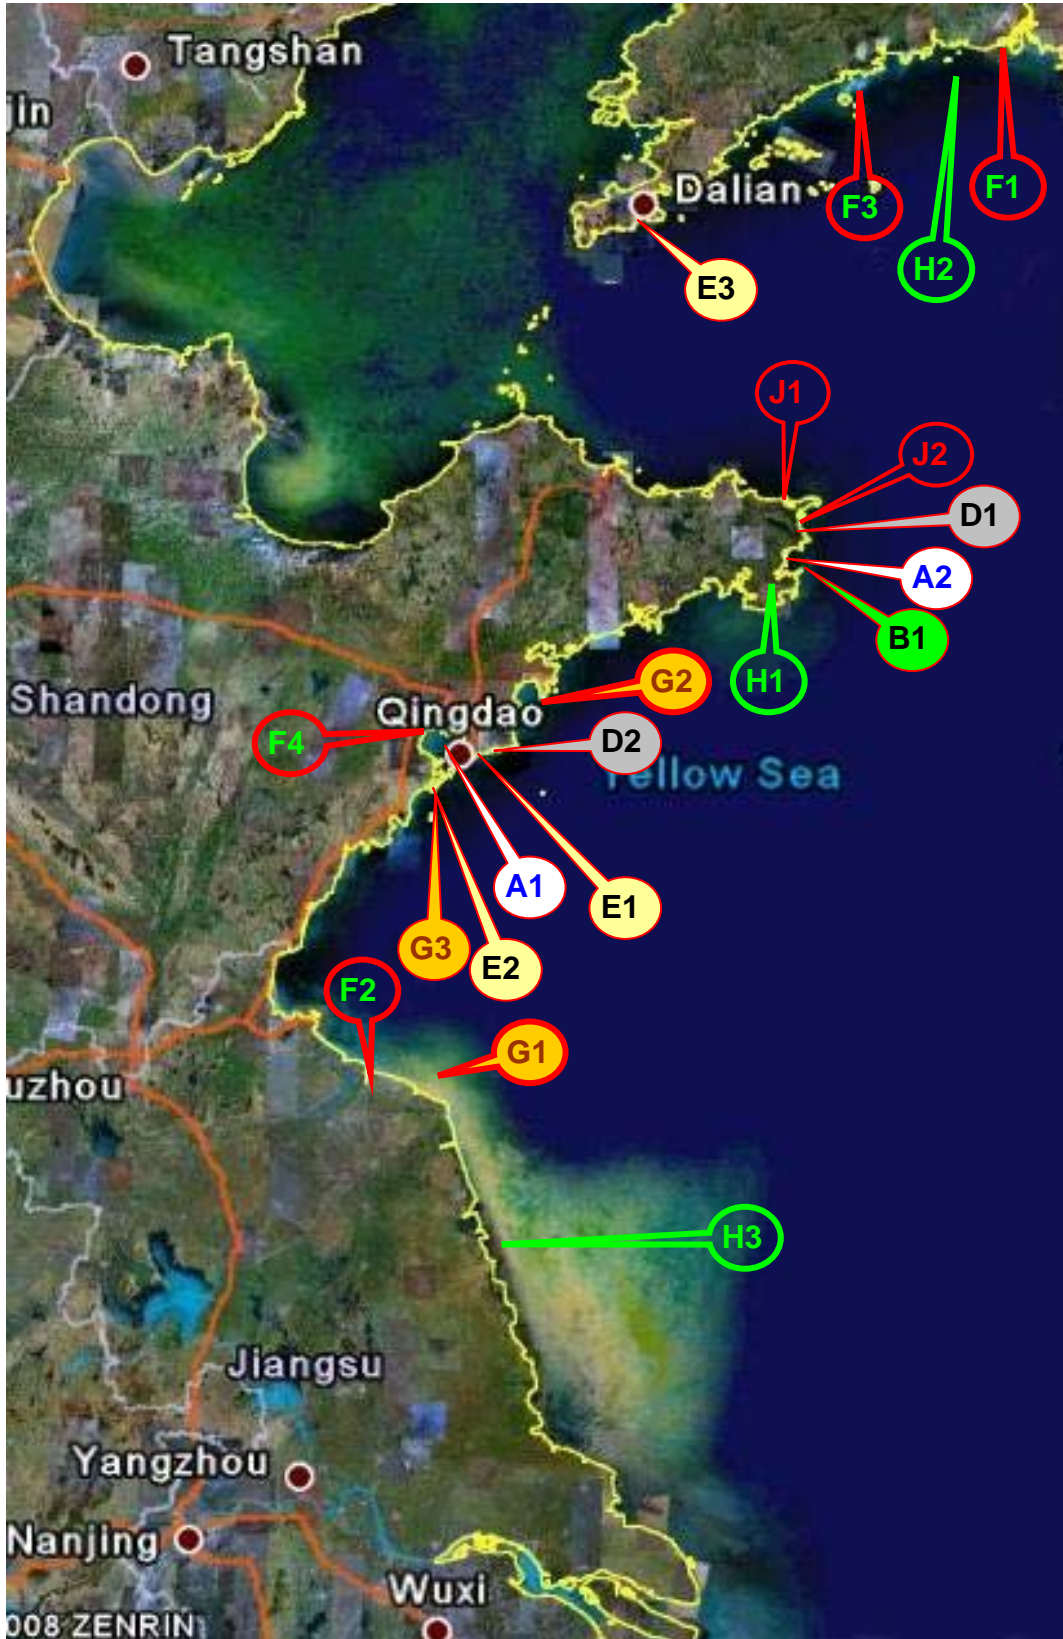 Tangshan
jin
Dalian
F3
F1
H2
E3
J1
J2
D1
A2
B1
H1
G2
Shandong
Qingdao
F4
D2
Yellow Sea
A1
E1
G3
E2
F2
G1
uzhou
H3
Jiangsu
Yangzhou
Nanjing
Wuxi
008 ZENRIN